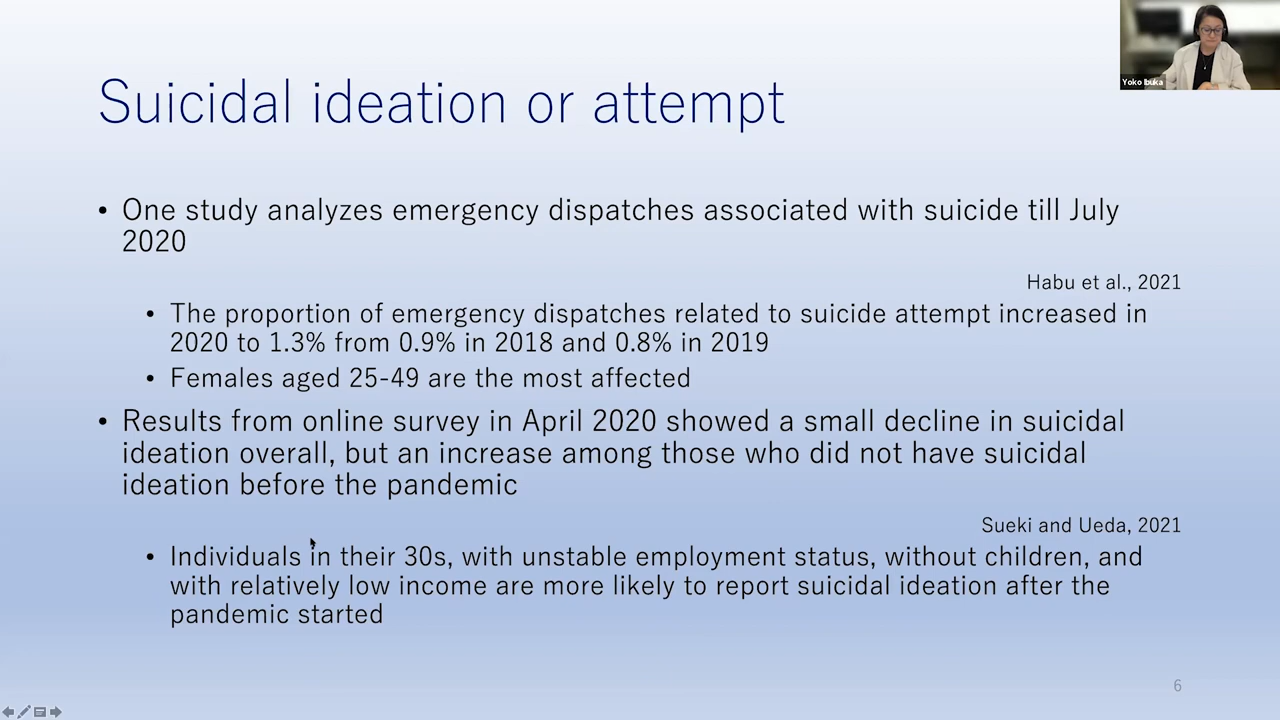 Yoko Ibuka
Suicidal ideation or attempt
• One study analyzes emergency dispatches associated with suicide till July
2020
Habu et al., 2021
• The proportion of emergency dispatches related to suicide attempt increased in
2020 to 1.3% from 0.9% in 2018 and 0.8% in 2019
• Females aged 25-49 are the most affected
• Results from online survey in April 2020 showed a small decline in suicidal
ideation overall, but an increase among those who did not have suicidal
ideation before the pandemic
Sueki and Ueda, 2021
• Individuals in their 30s, with unstable employment status, without children, and
with relatively low income are more likely to report suicidal ideation after the
pandemic started
6